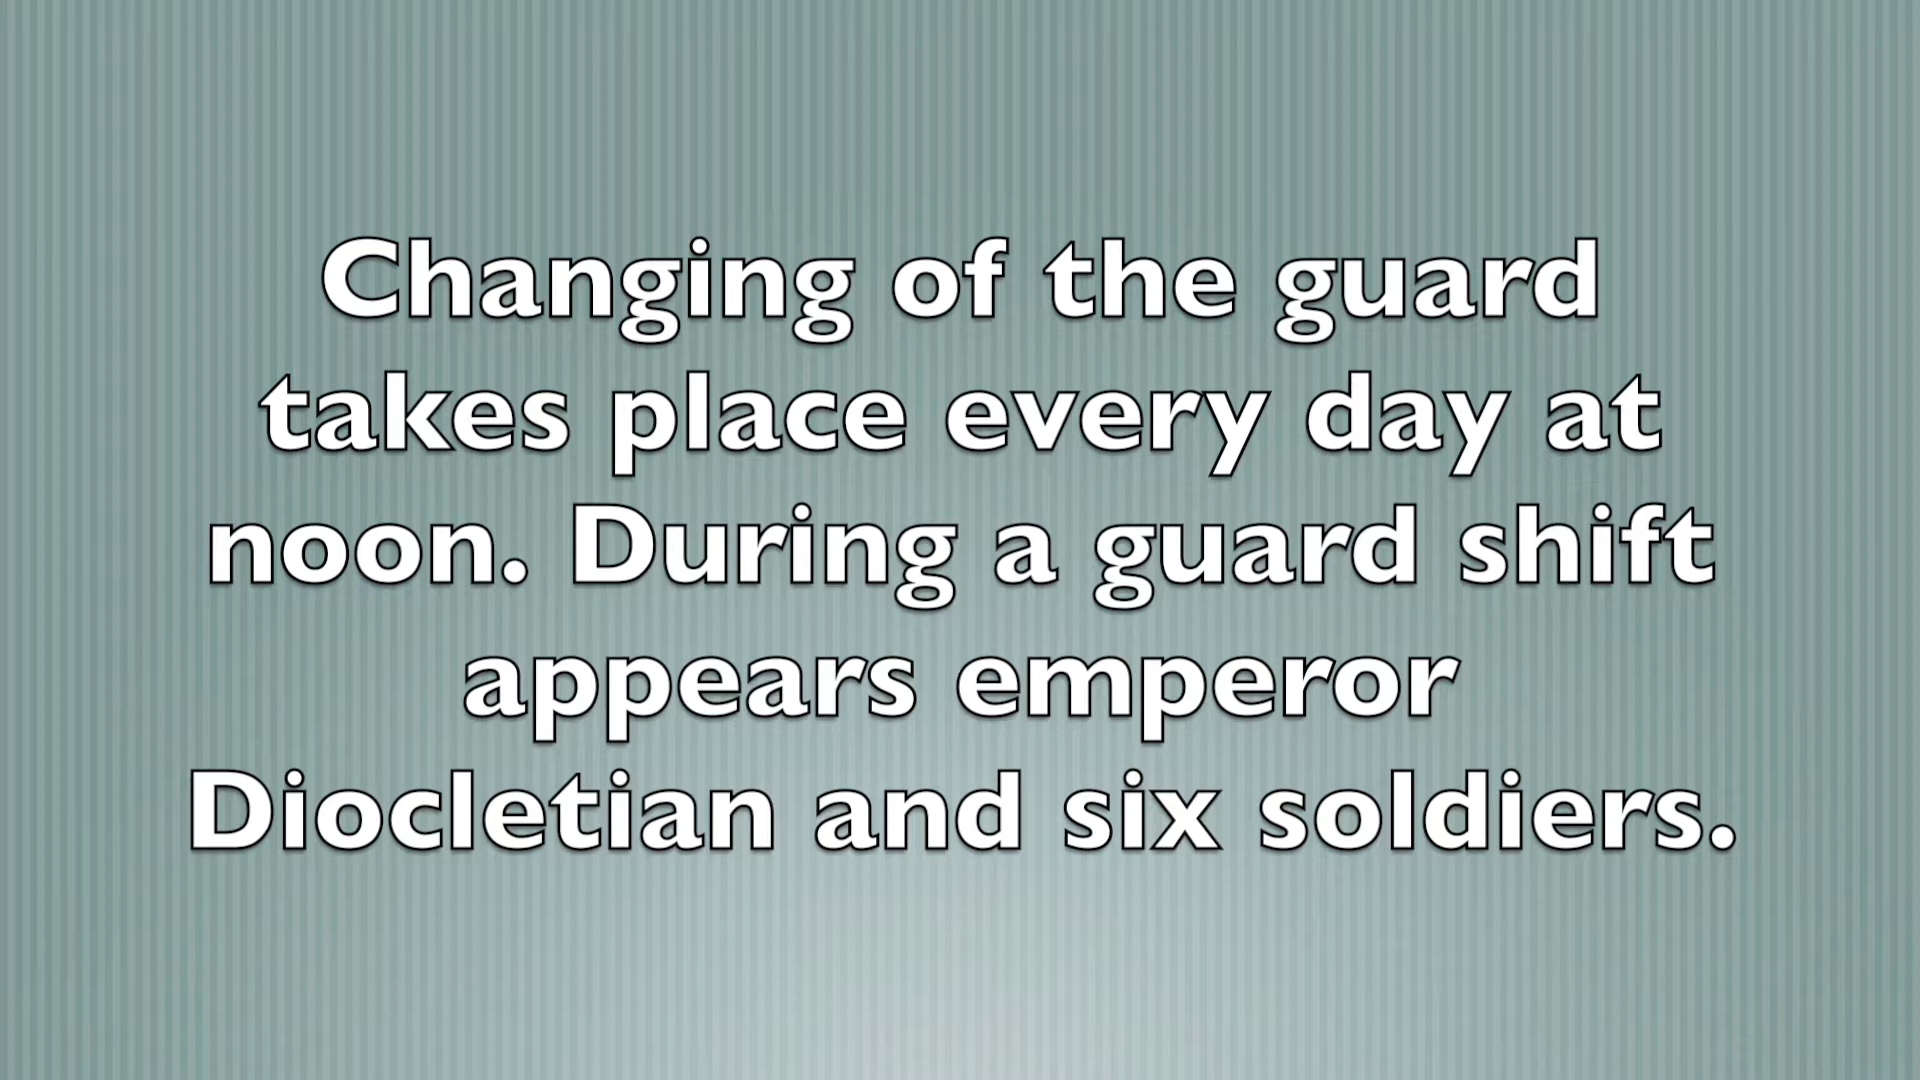 Changing of the guard
takes place every day at
noon. During a guard shift
appears emperor
Diocletian and six soldiers.